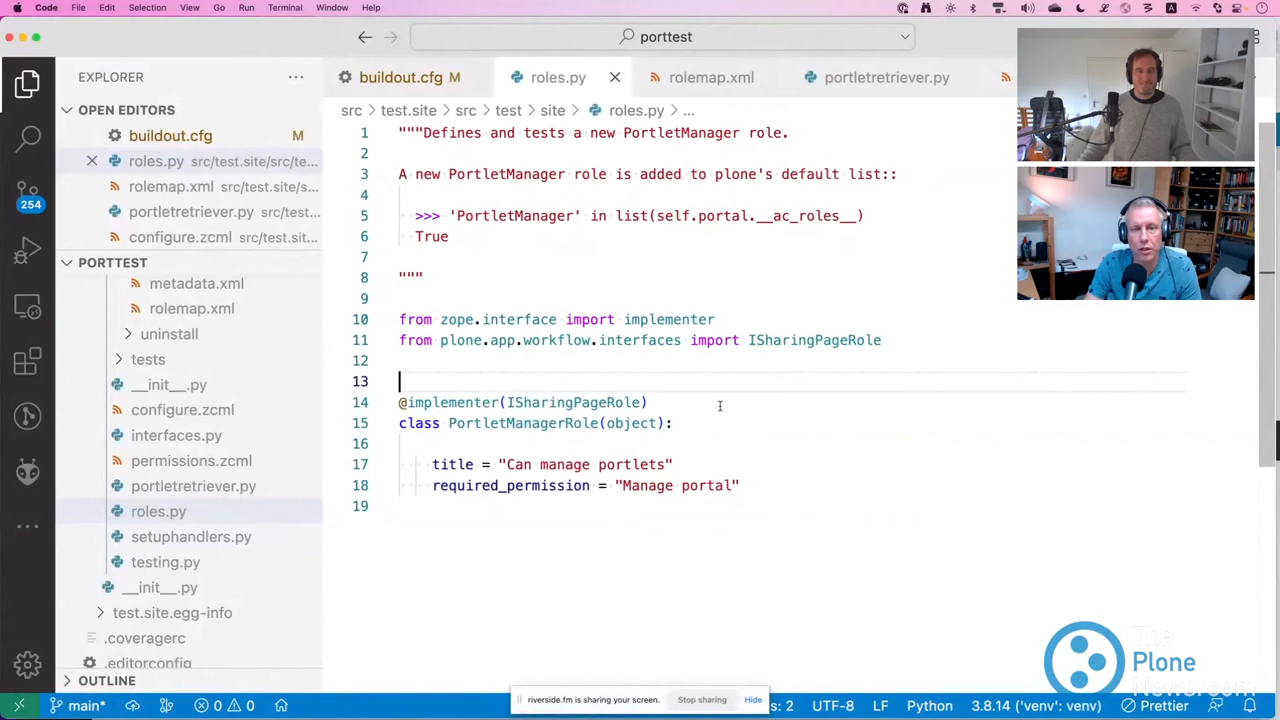 Code File Edit Selection View Go Run Terminal Window Help
porttest
EXPLORER
OPEN EDITORS
buildout.cfg M
roles.py src/test.site/src/te...
rolemap.xml src/test.site/s...
portletretriever.py src/test....
configure.zcml src/test.sit...
254
PORTTEST
metadata.xml
rolemap.xml
uninstall
tests
__init__.py
configure.zcml
interfaces.py
permissions.zcml
portletretriever.py
roles.py
setuphandlers.py
testing.py
__init__.py
test.site.egg-info
.coveragerc
.editorconfig
OUTLINE
buildout.cfg M roles.py rolemap.xml portletretriever.py
src test.site src test site roles.py ...
1 """Defines and tests a new PortletManager role.
2
3 A new PortletManager role is added to plone's default list::
4
5 >>> 'PortletManager' in list(self.portal.__ac_roles__)
6 True
7
8 """
9
10 from zope.interface import implementer
11 from plone.app.workflow.interfaces import ISharingPageRole
12
13
14 @implementer(ISharingPageRole)
15 class PortletManagerRole(object):
16
17 title = "Can manage portlets"
18 required_permission = "Manage portal"
19
The
Plone
Newsroom
riverside.fm is sharing your screen. Stop sharing Hide
main* 0 0 s: 2 UTF-8 LF Python 3.8.14 ('venv': venv) Prettier